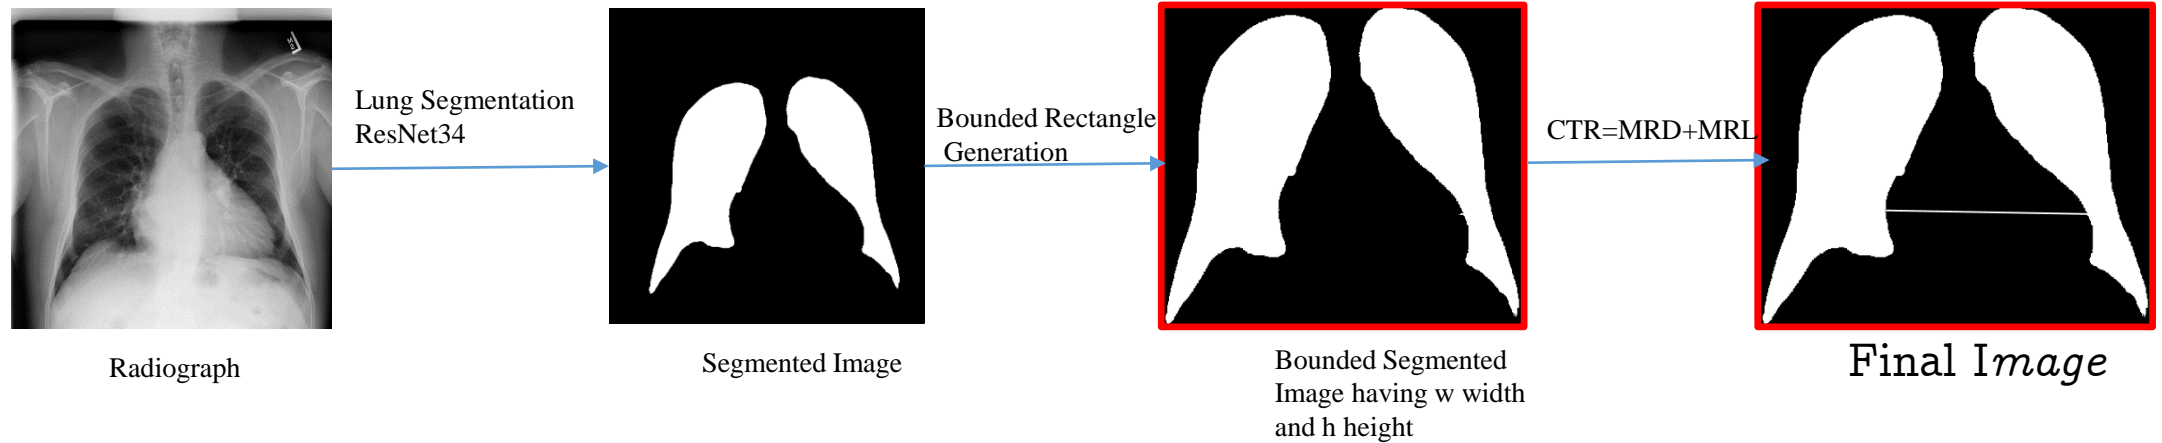 Lung Segmentation
ResNet34
Bounded Rectangle
Generation
CTR=MRD+MRL
Radiograph
Segmented Image
Bounded Segmented
Image having w width
and h height
Final Image